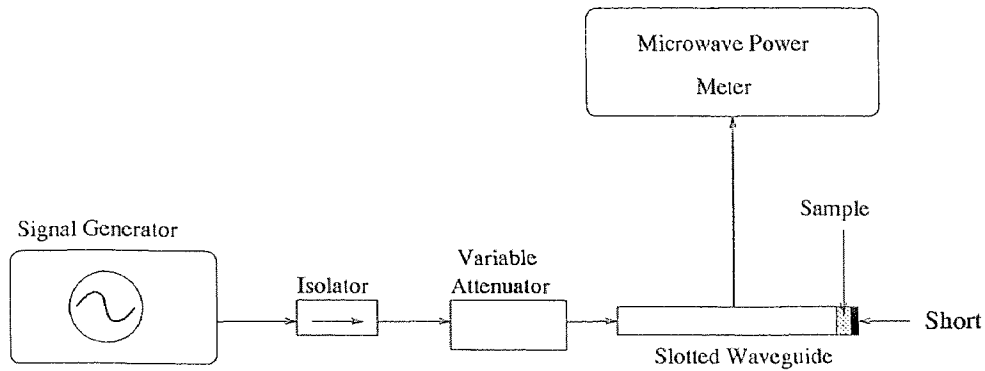 Microwave Power
Meter
Sample
Signal Generator
Variable
Attenuator
Isolator
Short
Slotted Waveguide